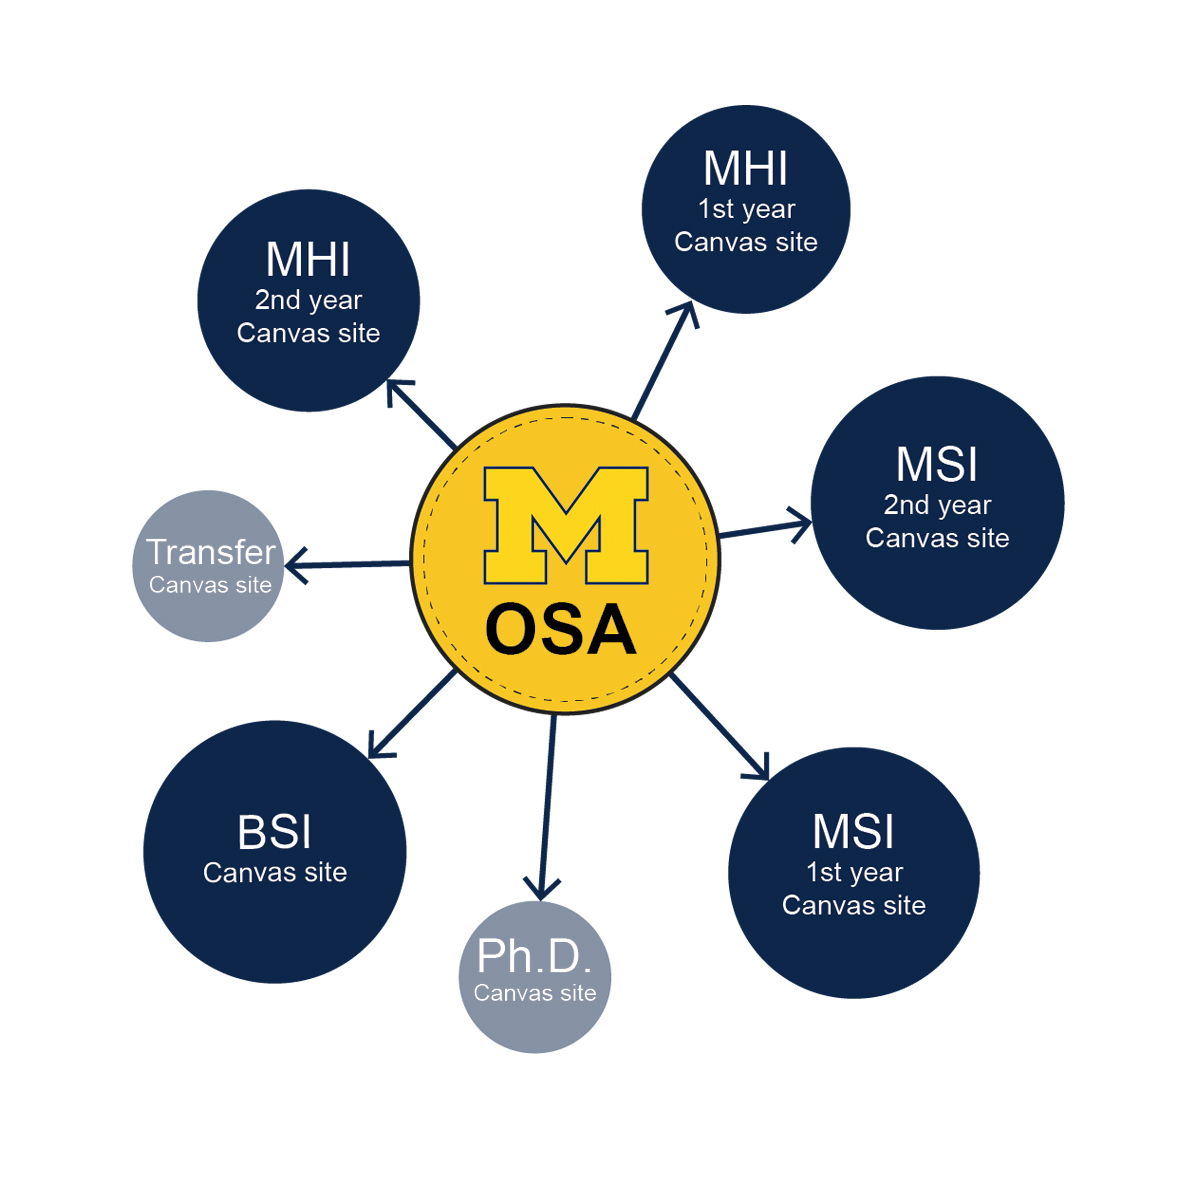 MHI
1st year
Canvas site
MHI
2nd year
Canvas site
MSI
2nd year
Canvas site
M
OSA
Transfer
Canvas site
BSI
Canvas site
MSI
1st year
Canvas site
Ph.D.
Canvas site